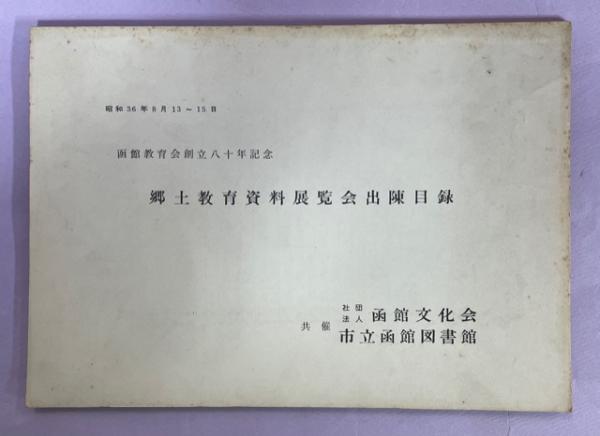 昭和36年8月13～15日
函館教育会創立八十年記念
郷土教育資料展覧会出陳目録
共催
社団法人 函館文化会
市立函館図書館